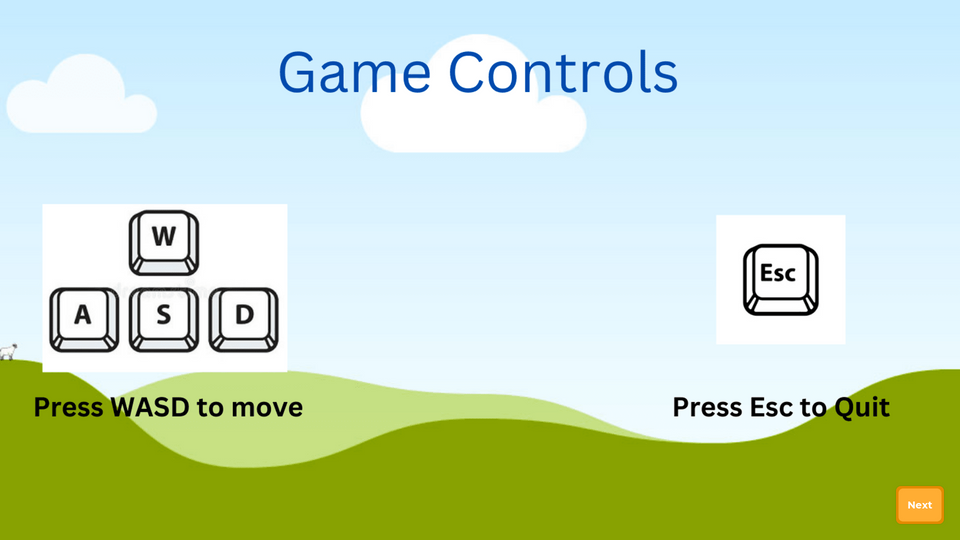 Game Controls
W
A S D
Esc
Press WASD to move
Press Esc to Quit
Next